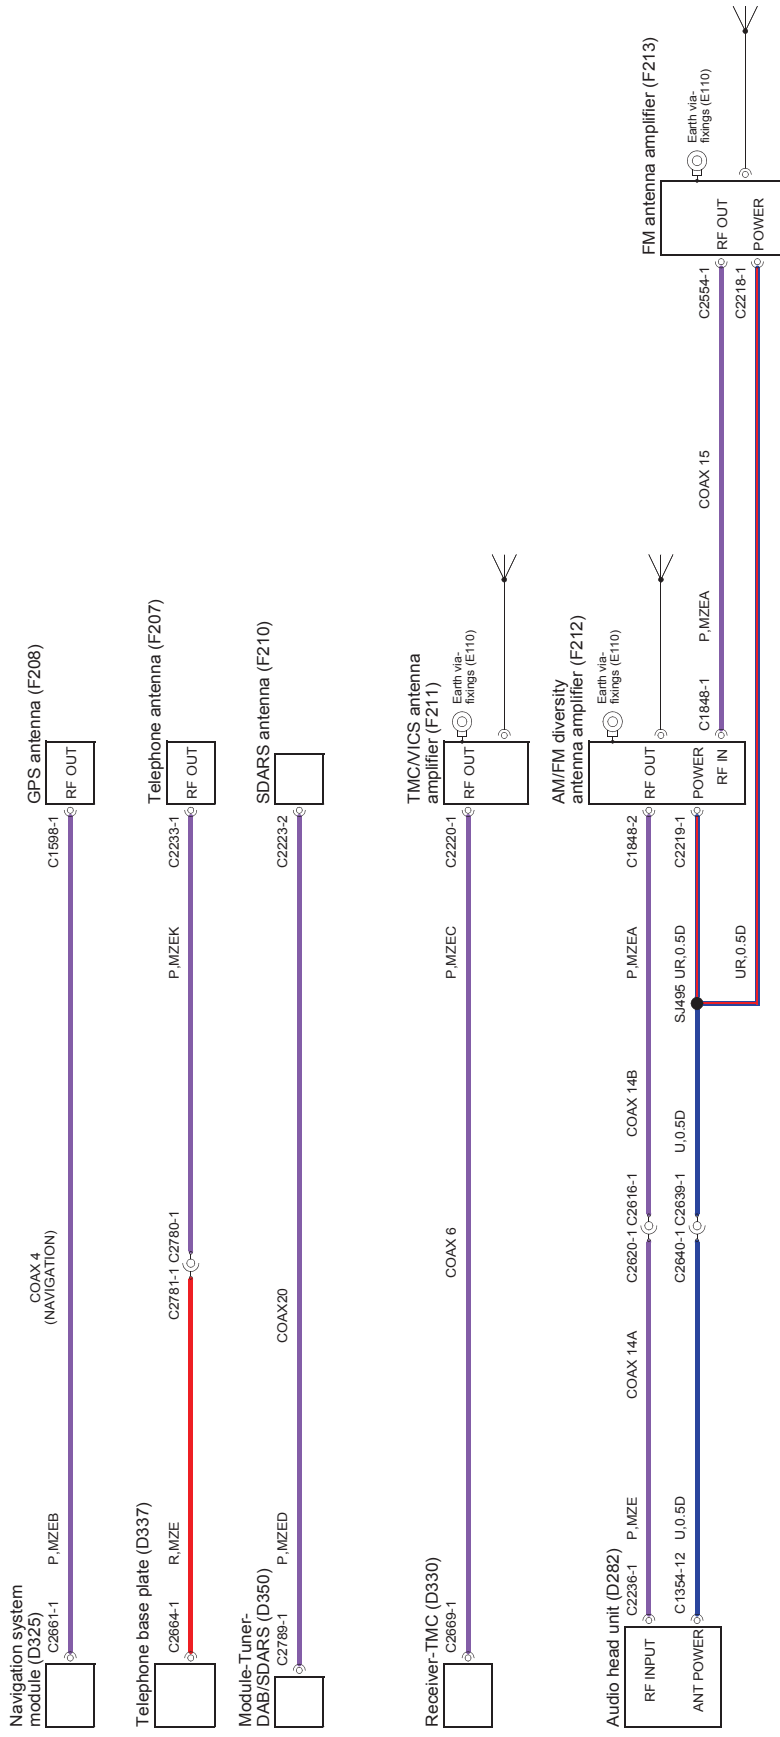 Navigation system
module (D325)
C2661-1
P,MZEB
COAX 4
(NAVIGATION)
C1598-1
GPS antenna (F208)
RF OUT
Telephone base plate (D337)
C2664-1
R,MZE
C2781-1
C2780-1
P,MZEK
C2233-1
Telephone antenna (F207)
RF OUT
Module-Tuner-
DAB/SDARS (D350)
C2789-1
P,MZED
COAX20
C2223-2
SDARS antenna (F210)
Receiver-TMC (D330)
C2669-1
COAX 6
P,MZEC
C2220-1
TMC/VICS antenna
amplifier (F211)
RF OUT
Earth via-
fixings (E110)
Audio head unit (D282)
RF INPUT
ANT POWER
C2236-1
P,MZE
COAX 14A
C2620-1
C2616-1
COAX 14B
P,MZEA
C1848-2
C1354-12
U,0.5D
C2640-1
C2639-1
U,0.5D
SJ495
UR,0.5D
C2219-1
UR,0.5D
AM/FM diversity
antenna amplifier (F212)
RF OUT
POWER
RF IN
Earth via-
fixings (E110)
C1848-1
P,MZEA
COAX 15
C2554-1
C2218-1
FM antenna amplifier (F213)
RF OUT
POWER
Earth via-
fixings (E110)